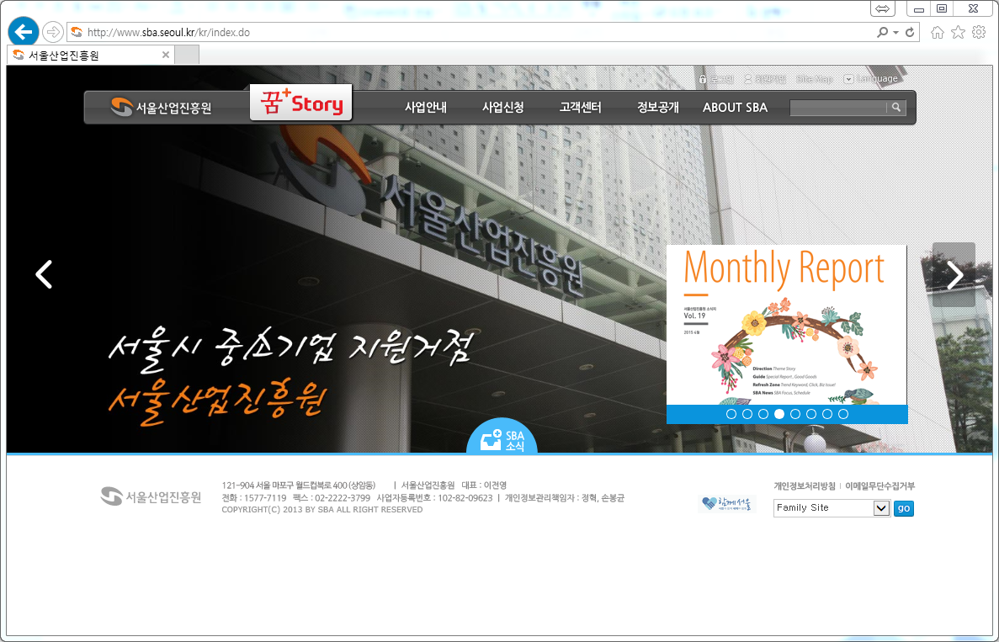 http://www.sba.seoul.kr/kr/index.do
서울산업진흥원
로그인 회원가입 Site Map Language
서울산업진흥원
꿈+Story
사업안내 사업신청 고객센터 정보공개 ABOUT SBA
서울산업진흥원
Monthly Report
서울산업진흥원 소식지
Vol. 19
2015 6월
Direction Theme Story
Guide Special Report, Good Goods
Refresh Zone Trend Keyword, Click, Biz Issue!
SBA News SBA Focus, Schedule
서울시 중소기업 지원거점
서울산업진흥원
SBA
소식
서울산업진흥원
121-904 서울 마포구 월드컵북로 400 (상암동) | 서울산업진흥원 대표 : 이전영
전화 : 1577-7119 팩스 : 02-2222-3799 사업자등록번호 : 102-82-09623 | 개인정보관리책임자 : 정혁, 손봉균
COPYRIGHT(C) 2013 BY SBA ALL RIGHT RESERVED
함께서울
개인정보처리방침 | 이메일무단수집거부
Family Site
go